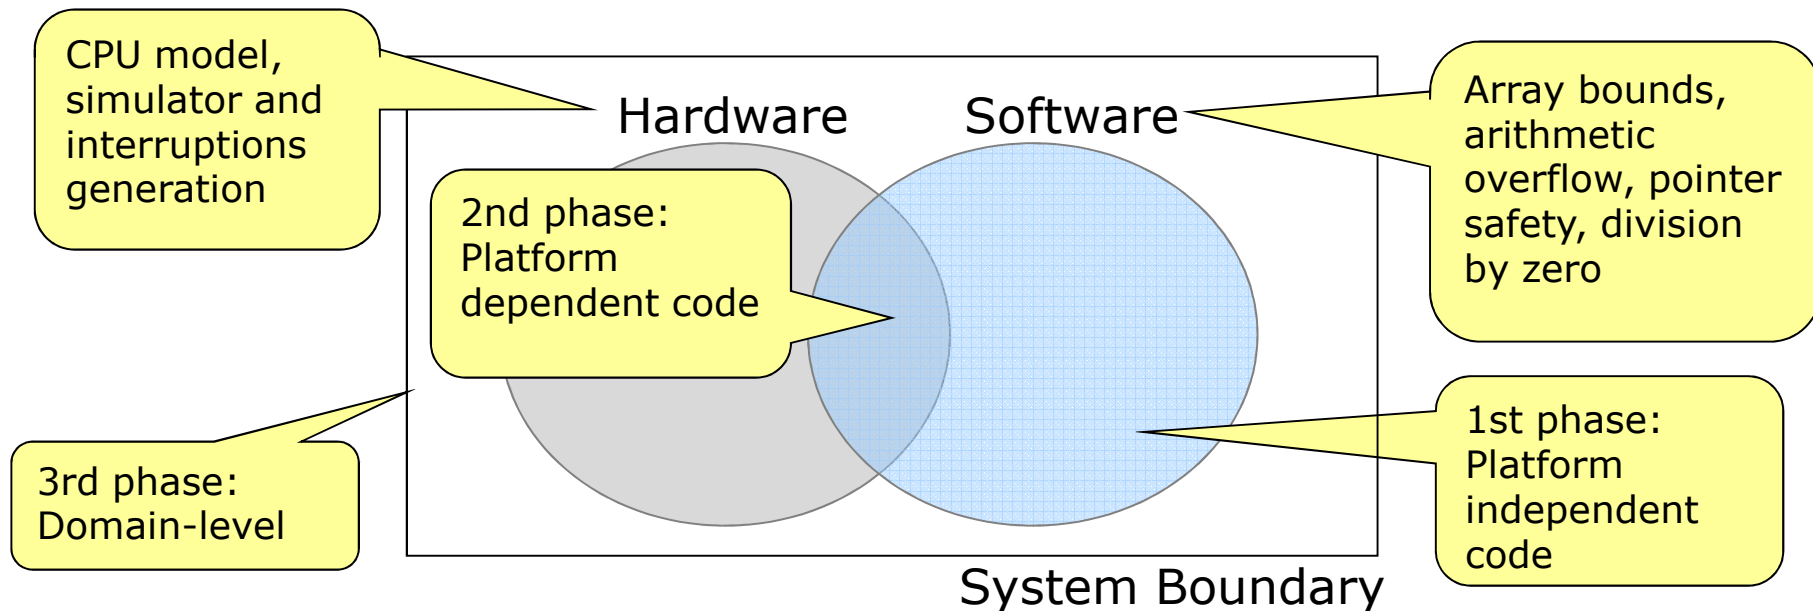 CPU model,
simulator and
interruptions
generation
Hardware
Software
Array bounds,
arithmetic
overflow, pointer
safety, division
by zero
2nd phase:
Platform
dependent code
3rd phase:
Domain-level
1st phase:
Platform
independent
code
System Boundary